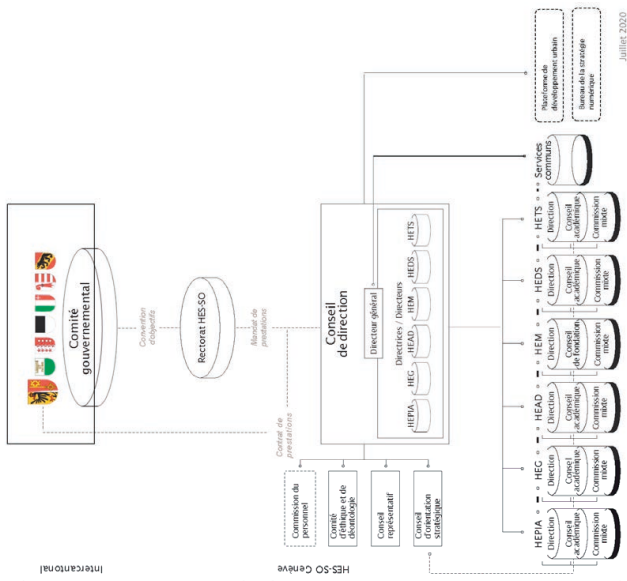 Intercantonal
HES-SO Genève
Comité
gouvernemental
Convention
d'objectifs
Rectorat HES-SO
Mandat de
prestations
Contrat de
prestations
Conseil
de direction
Directeur général
Directrices / Directeurs
HEPIA
HEG
HEAD
HEM
HEDS
HETS
Commission du
personnel
Comité
d'éthique et de
déontologie
Conseil
représentatif
Conseil
d'orientation
stratégique
Plateforme de
développement urbain
Bureau de la stratégie
numérique
HEPIA
Direction
Conseil
académique
Commission
mixte
HEG
Direction
Conseil
académique
Commission
mixte
HEAD
Direction
Conseil
académique
Commission
mixte
HEM
Direction
Conseil
de fondation
Commission
mixte
HEDS
Direction
Conseil
académique
Commission
mixte
HETS
Direction
Conseil
académique
Commission
mixte
Services
communs
Juillet 2020